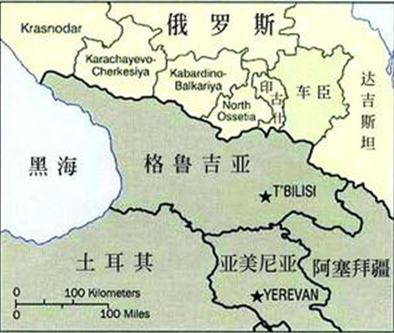 俄罗斯
Krasnodar
Karachayevo-
Cherkesiya
Kabardino-
Balkariya
North
Ossetia
印古什
车臣
达吉斯坦
黑海
格鲁吉亚
T'BILISI
土耳其
亚美尼亚
阿塞拜疆
YEREVAN
0 100 Kilometers
0 100 Miles